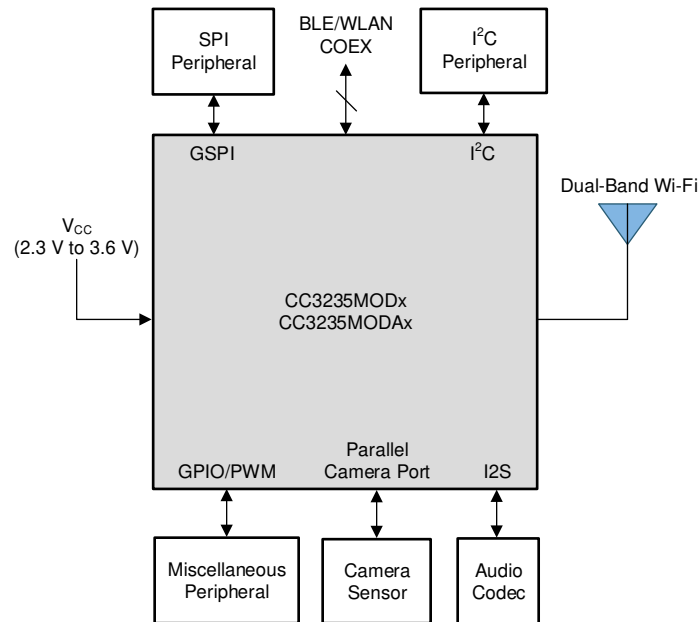 SPI
Peripheral
BLE/WLAN
COEX
I²C
Peripheral
GSPI
I²C
Dual-Band Wi-Fi
VCC
(2.3 V to 3.6 V)
CC3235MODx
CC3235MODAx
GPIO/PWM
Parallel
Camera Port
I2S
Miscellaneous
Peripheral
Camera
Sensor
Audio
Codec